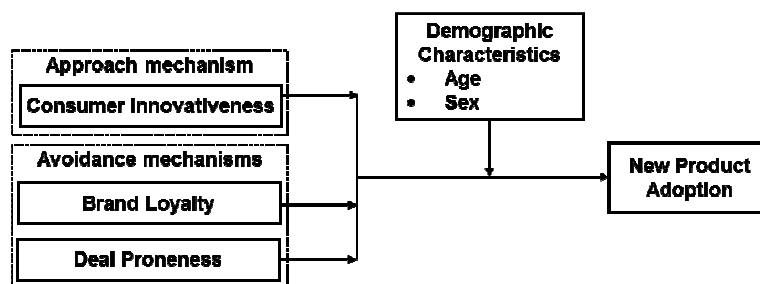 Approach mechanism
Consumer Innovativeness
Avoidance mechanisms
Brand Loyalty
Deal Proneness
Demographic
Characteristics
• Age
• Sex
New Product
Adoption